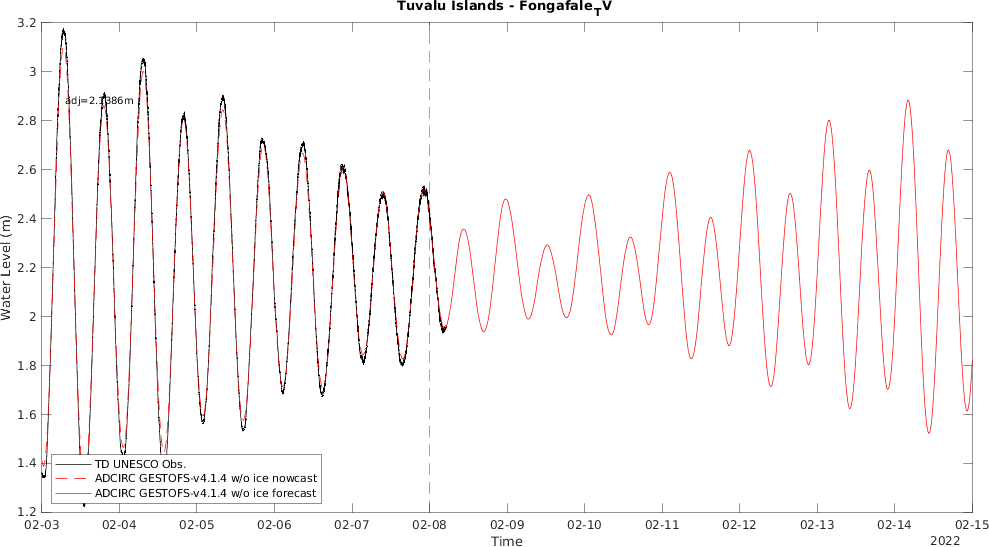 Tuvalu Islands - Fongafale_TV
3.2
3
2.8
2.6
2.4
2.2
2
1.8
1.6
1.4
1.2
Water Level (m)
adj=2.1386m
TD UNESCO Obs.
ADCIRC GESTOFS-v4.1.4 w/o ice nowcast
ADCIRC GESTOFS-v4.1.4 w/o ice forecast
02-03 02-04 02-05 02-06 02-07 02-08 02-09 02-10 02-11 02-12 02-13 02-14 02-15
Time
2022